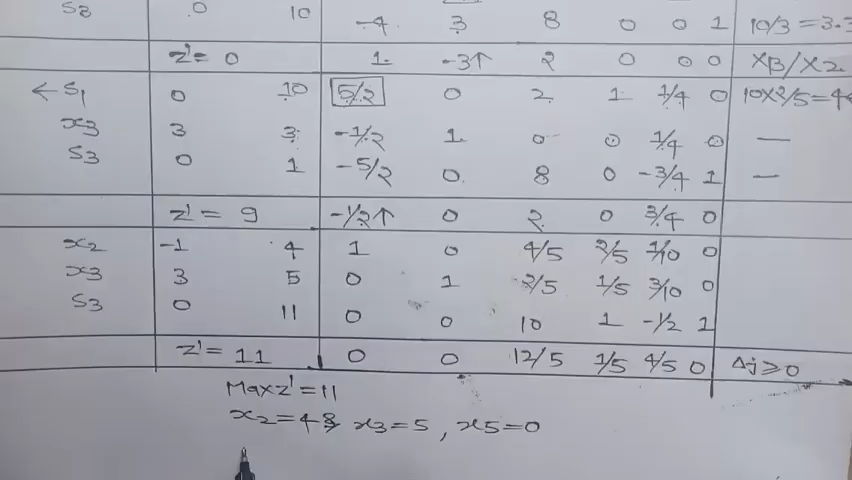 S3 0 10 -4 3 8 0 0 1 10/3 = 3.3
z' = 0 1 -3↑ 2 0 0 0 XB/X2
← S1 0 10 5/2 0 2 1 1/4 0 10x2/5=4
x3 3 3 -1/2 1 0 0 1/4 0 —
S3 0 1 -5/2 0 8 0 -3/4 1 —
z' = 9 -1/2↑ 0 2 0 3/4 0
x2 -1 4 1 0 4/5 2/5 1/10 0
x3 3 5 0 1 2/5 1/5 3/10 0
S3 0 11 0 0 10 1 -1/2 1
z' = 11 0 0 12/5 1/5 4/5 0 Δj ≥ 0
Max z' = 11
x2 = 4 & x3 = 5 , x5 = 0